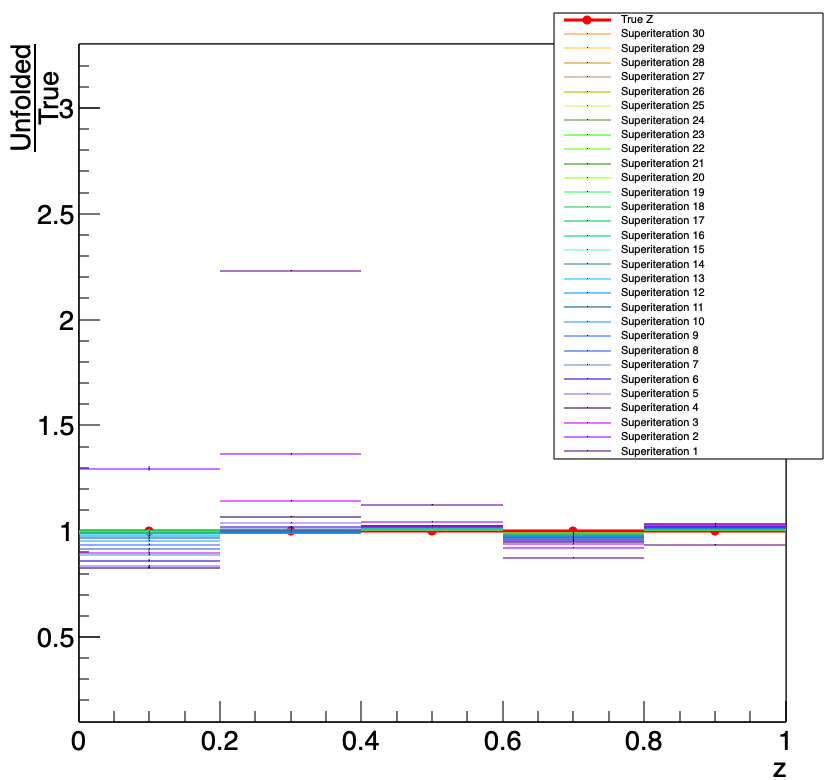 True Z
Superiteration 30
Superiteration 29
Superiteration 28
Superiteration 27
Superiteration 26
Superiteration 25
Superiteration 24
Superiteration 23
Superiteration 22
Superiteration 21
Superiteration 20
Superiteration 19
Superiteration 18
Superiteration 17
Superiteration 16
Superiteration 15
Superiteration 14
Superiteration 13
Superiteration 12
Superiteration 11
Superiteration 10
Superiteration 9
Superiteration 8
Superiteration 7
Superiteration 6
Superiteration 5
Superiteration 4
Superiteration 3
Superiteration 2
Superiteration 1
Unfolded
True
3
2.5
2
1.5
1
0.5
0 0.2 0.4 0.6 0.8 1
z